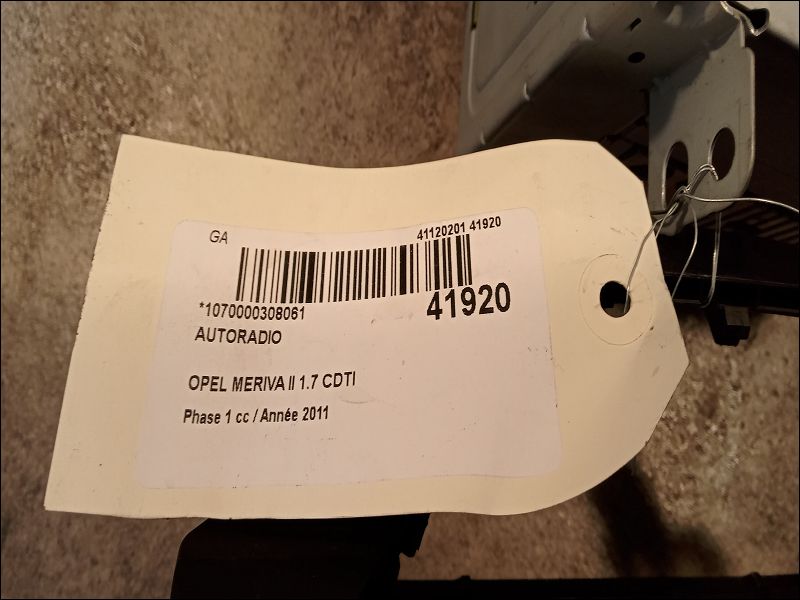 GA 41120201 41920
*1070000308061 41920
AUTORADIO
OPEL MERIVA II 1.7 CDTI
Phase 1 cc / Année 2011